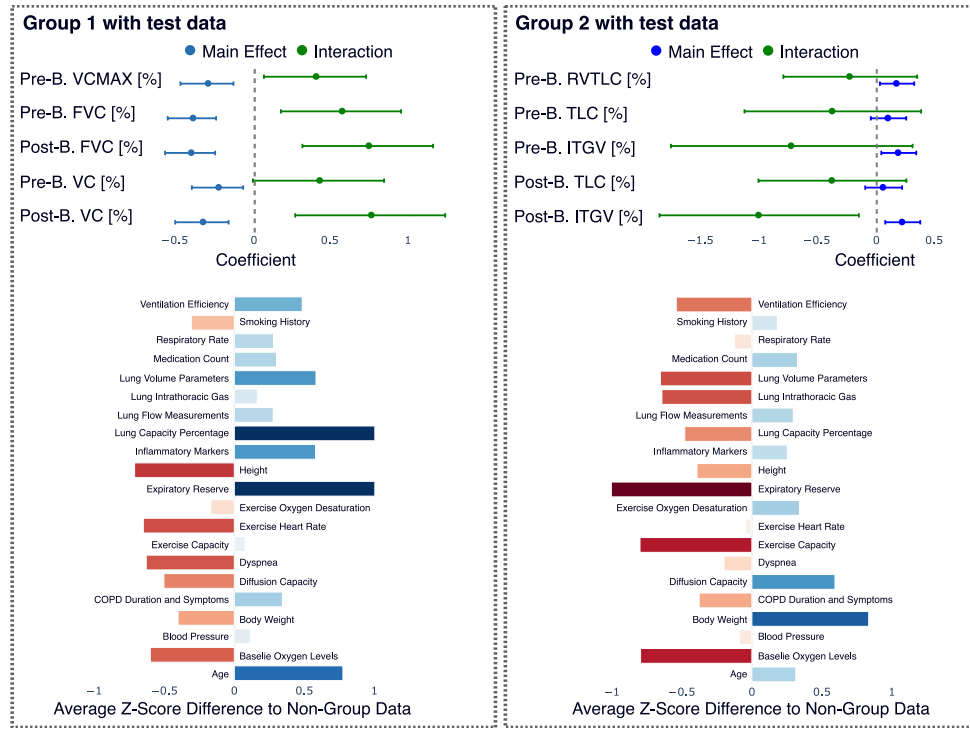 Group 1 with test data
Main Effect Interaction
Pre-B. VCMAX [%]
Pre-B. FVC [%]
Post-B. FVC [%]
Pre-B. VC [%]
Post-B. VC [%]
−0.5 0 0.5 1
Coefficient
Ventilation Efficiency
Smoking History
Respiratory Rate
Medication Count
Lung Volume Parameters
Lung Intrathoracic Gas
Lung Flow Measurements
Lung Capacity Percentage
Inflammatory Markers
Height
Expiratory Reserve
Exercise Oxygen Desaturation
Exercise Heart Rate
Exercise Capacity
Dyspnea
Diffusion Capacity
COPD Duration and Symptoms
Body Weight
Blood Pressure
Baselie Oxygen Levels
Age
−1 −0.5 0 0.5 1
Average Z-Score Difference to Non-Group Data
Group 2 with test data
Main Effect Interaction
Pre-B. RVTLC [%]
Pre-B. TLC [%]
Pre-B. ITGV [%]
Post-B. TLC [%]
Post-B. ITGV [%]
−1.5 −1 −0.5 0 0.5
Coefficient
Ventilation Efficiency
Smoking History
Respiratory Rate
Medication Count
Lung Volume Parameters
Lung Intrathoracic Gas
Lung Flow Measurements
Lung Capacity Percentage
Inflammatory Markers
Height
Expiratory Reserve
Exercise Oxygen Desaturation
Exercise Heart Rate
Exercise Capacity
Dyspnea
Diffusion Capacity
COPD Duration and Symptoms
Body Weight
Blood Pressure
Baselie Oxygen Levels
Age
−1 −0.5 0 0.5 1
Average Z-Score Difference to Non-Group Data